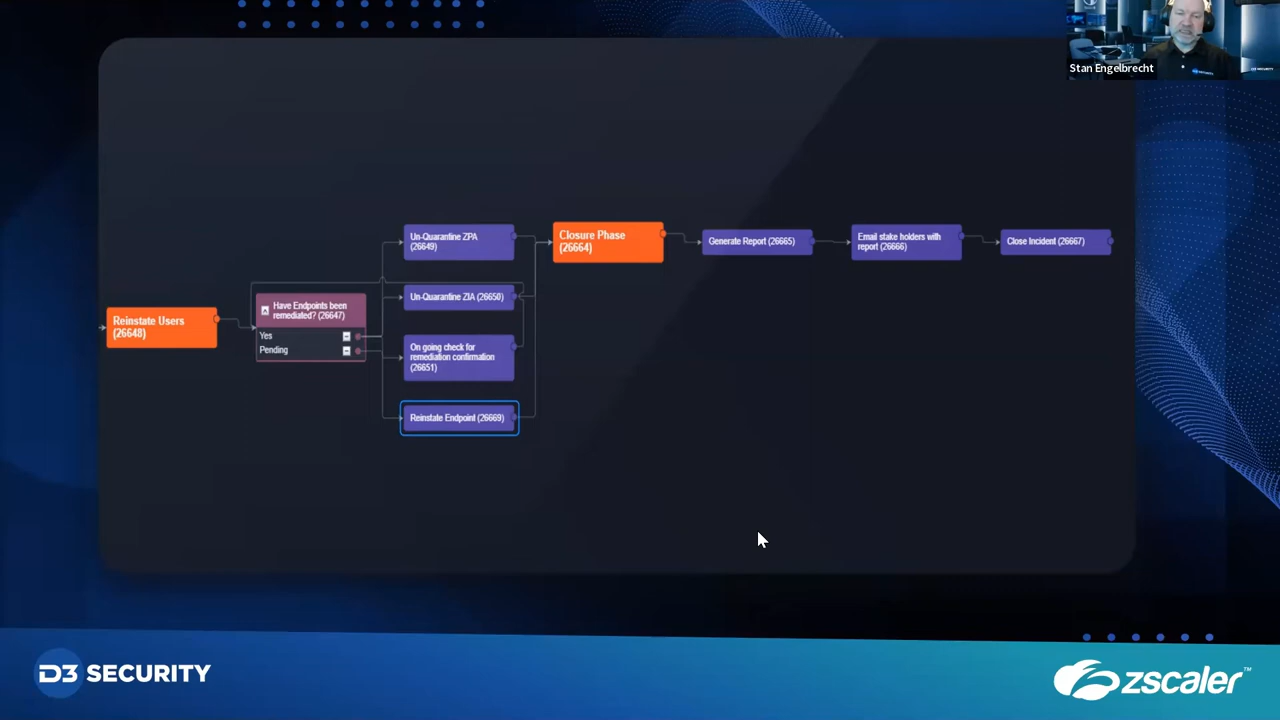 Stan Engelbrecht
Un-Quarantine ZPA
(26649)
Closure Phase
(26664)
Generate Report (26665)
Email stake holders with
report (26666)
Close Incident (26667)
Reinstate Users
(26648)
Have Endpoints been
remediated? (26647)
Yes
Pending
Un-Quarantine ZIA (26650)
On going check for
remediation confirmation
(26651)
Reinstate Endpoint (26669)
D3 SECURITY
zscaler™